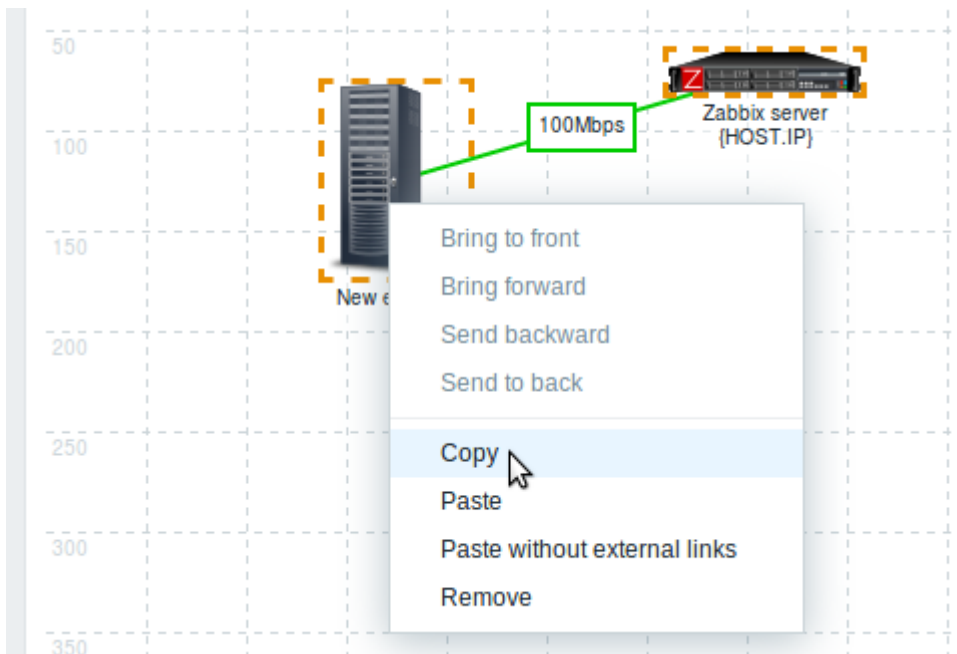 50
Z
100Mbps
Zabbix server
{HOST.IP}
100
Bring to front
150
Bring forward
New
Send backward
200
Send to back
250
Copy
Paste
300
Paste without external links
Remove
350